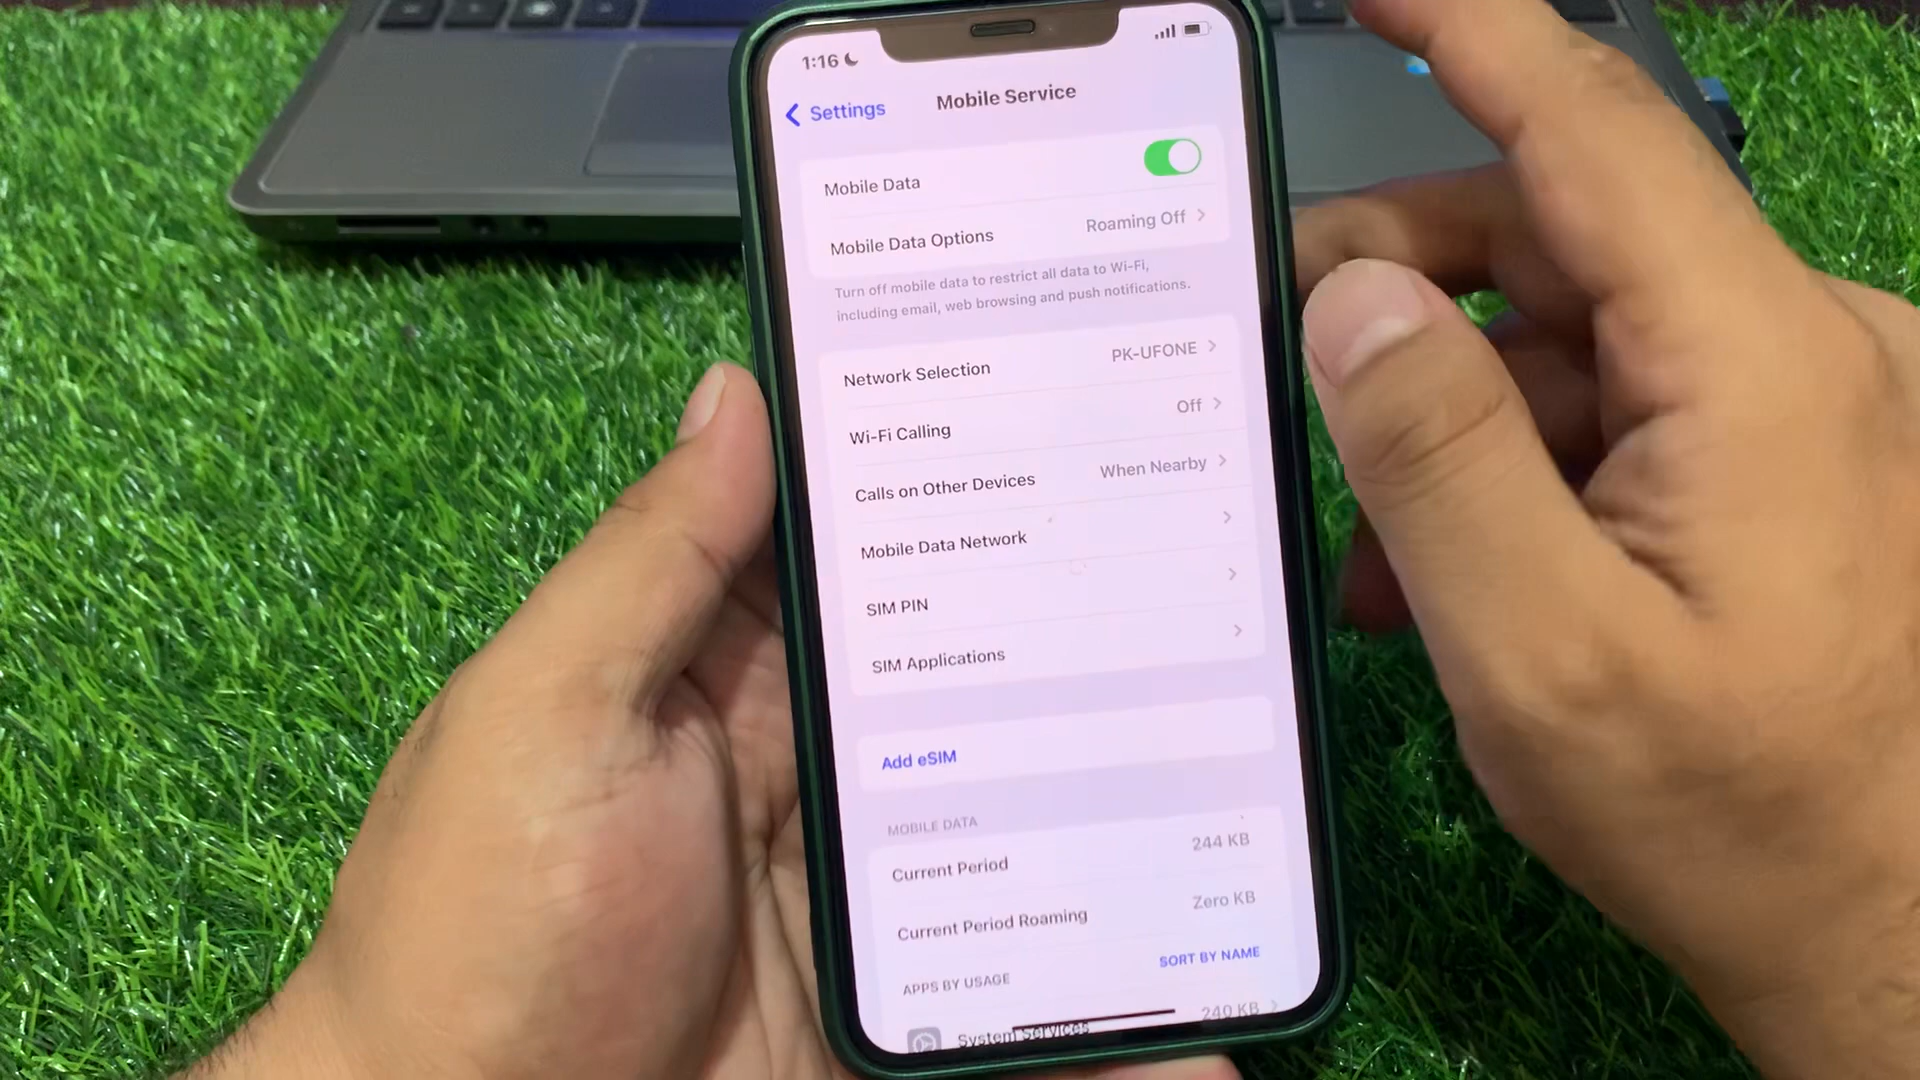 1:16
Settings
Mobile Service
Mobile Data
Mobile Data Options
Roaming Off
Turn off mobile data to restrict all data to Wi-Fi,
including email, web browsing and push notifications.
Network Selection
PK-UFONE
Wi-Fi Calling
Off
Calls on Other Devices
When Nearby
Mobile Data Network
SIM PIN
SIM Applications
Add eSIM
MOBILE DATA
Current Period
244 KB
Current Period Roaming
Zero KB
APPS BY USAGE
SORT BY NAME
System Services
240 KB